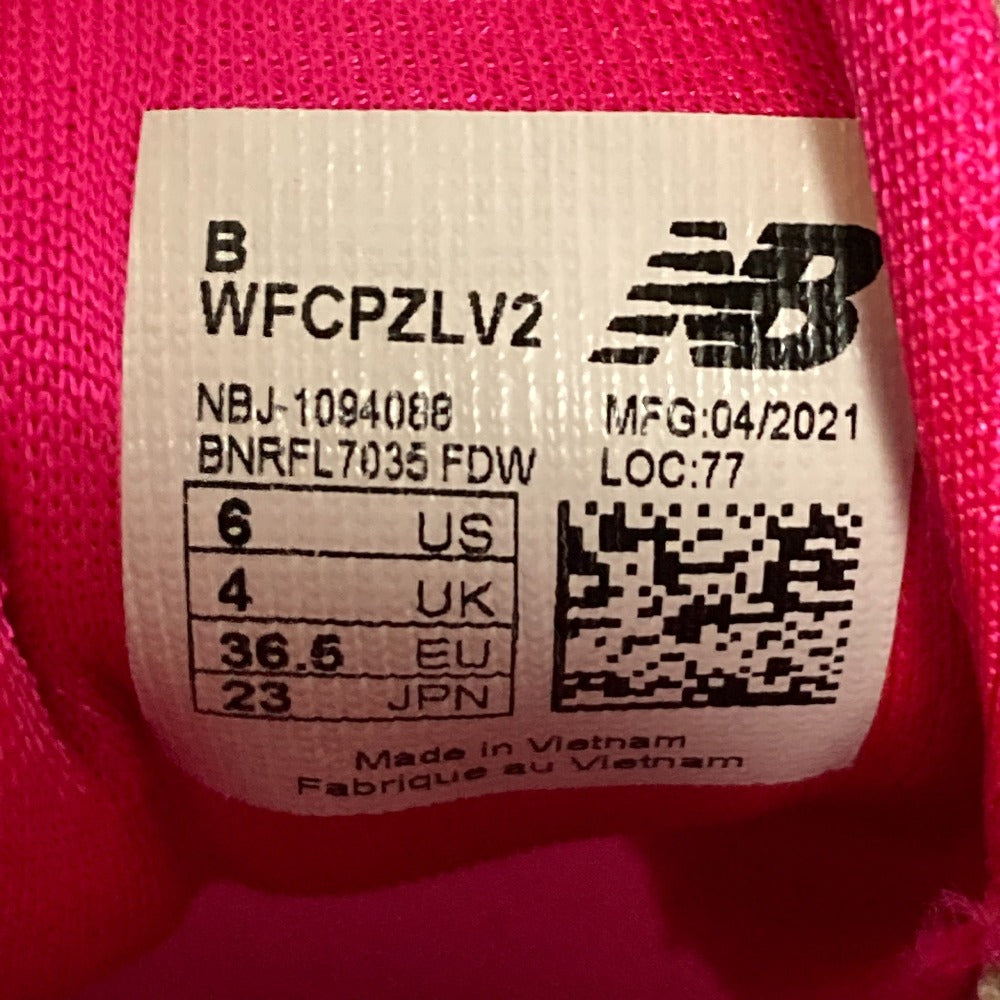 B
WFCPZLV2
NB
NBJ-1094088
MFG:04/2021
BNRFL7035 FDW
LOC:77
6 US
4 UK
36.5 EU
23 JPN
Made in Vietnam
Fabrique au Vietnam